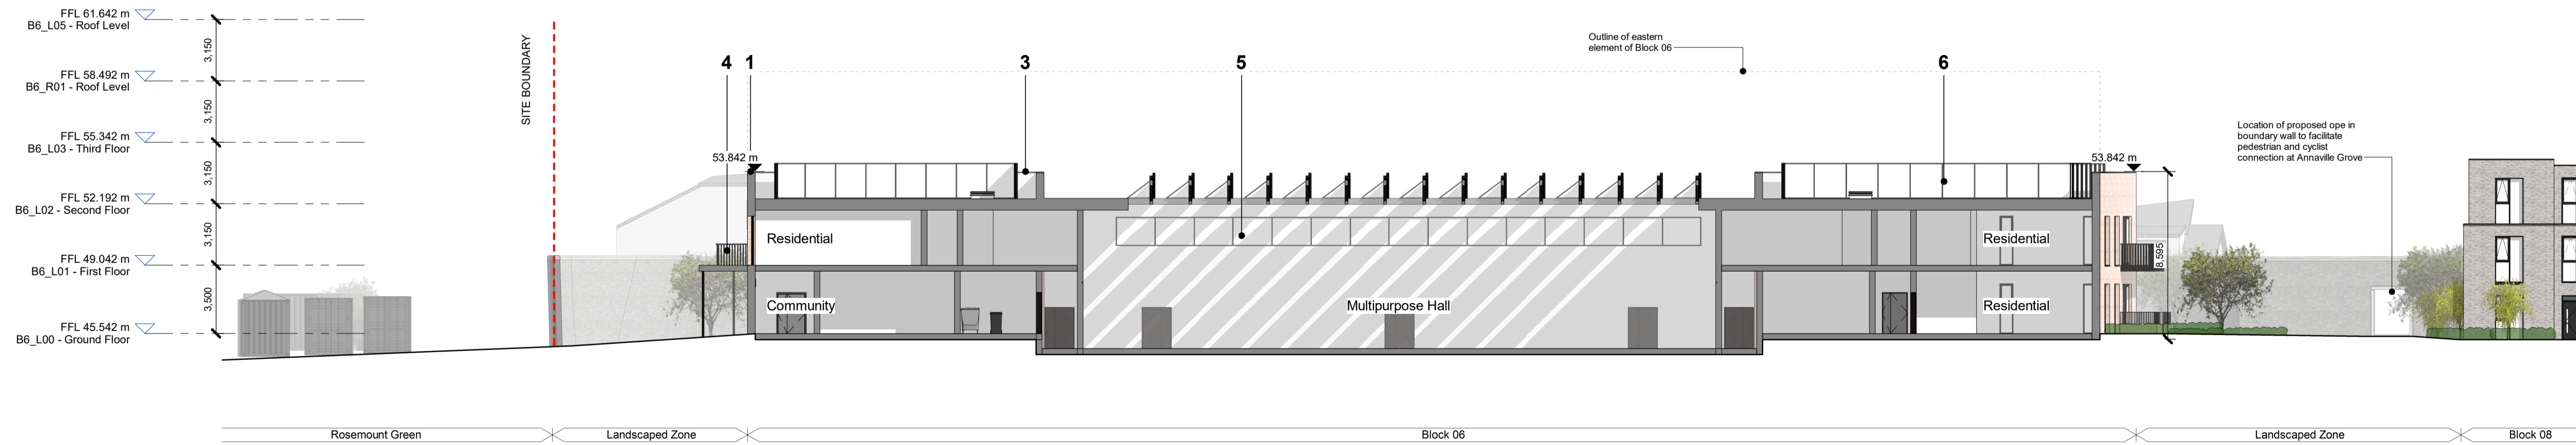 FFL 61.642 m
B6_L05 - Roof Level
3,150
FFL 58.492 m
B6_R01 - Roof Level
3,150
FFL 55.342 m
B6_L03 - Third Floor
3,150
FFL 52.192 m
B6_L02 - Second Floor
3,150
FFL 49.042 m
B6_L01 - First Floor
3,500
FFL 45.542 m
B6_L00 - Ground Floor
SITE BOUNDARY
4 1 3 5 6
Outline of eastern
element of Block 06
53.842 m
53.842 m
Location of proposed ope in
boundary wall to facilitate
pedestrian and cyclist
connection at Annaville Grove
Residential
Residential
8,595
Community
Multipurpose Hall
Residential
Rosemount Green
Landscaped Zone
Block 06
Landscaped Zone
Block 08